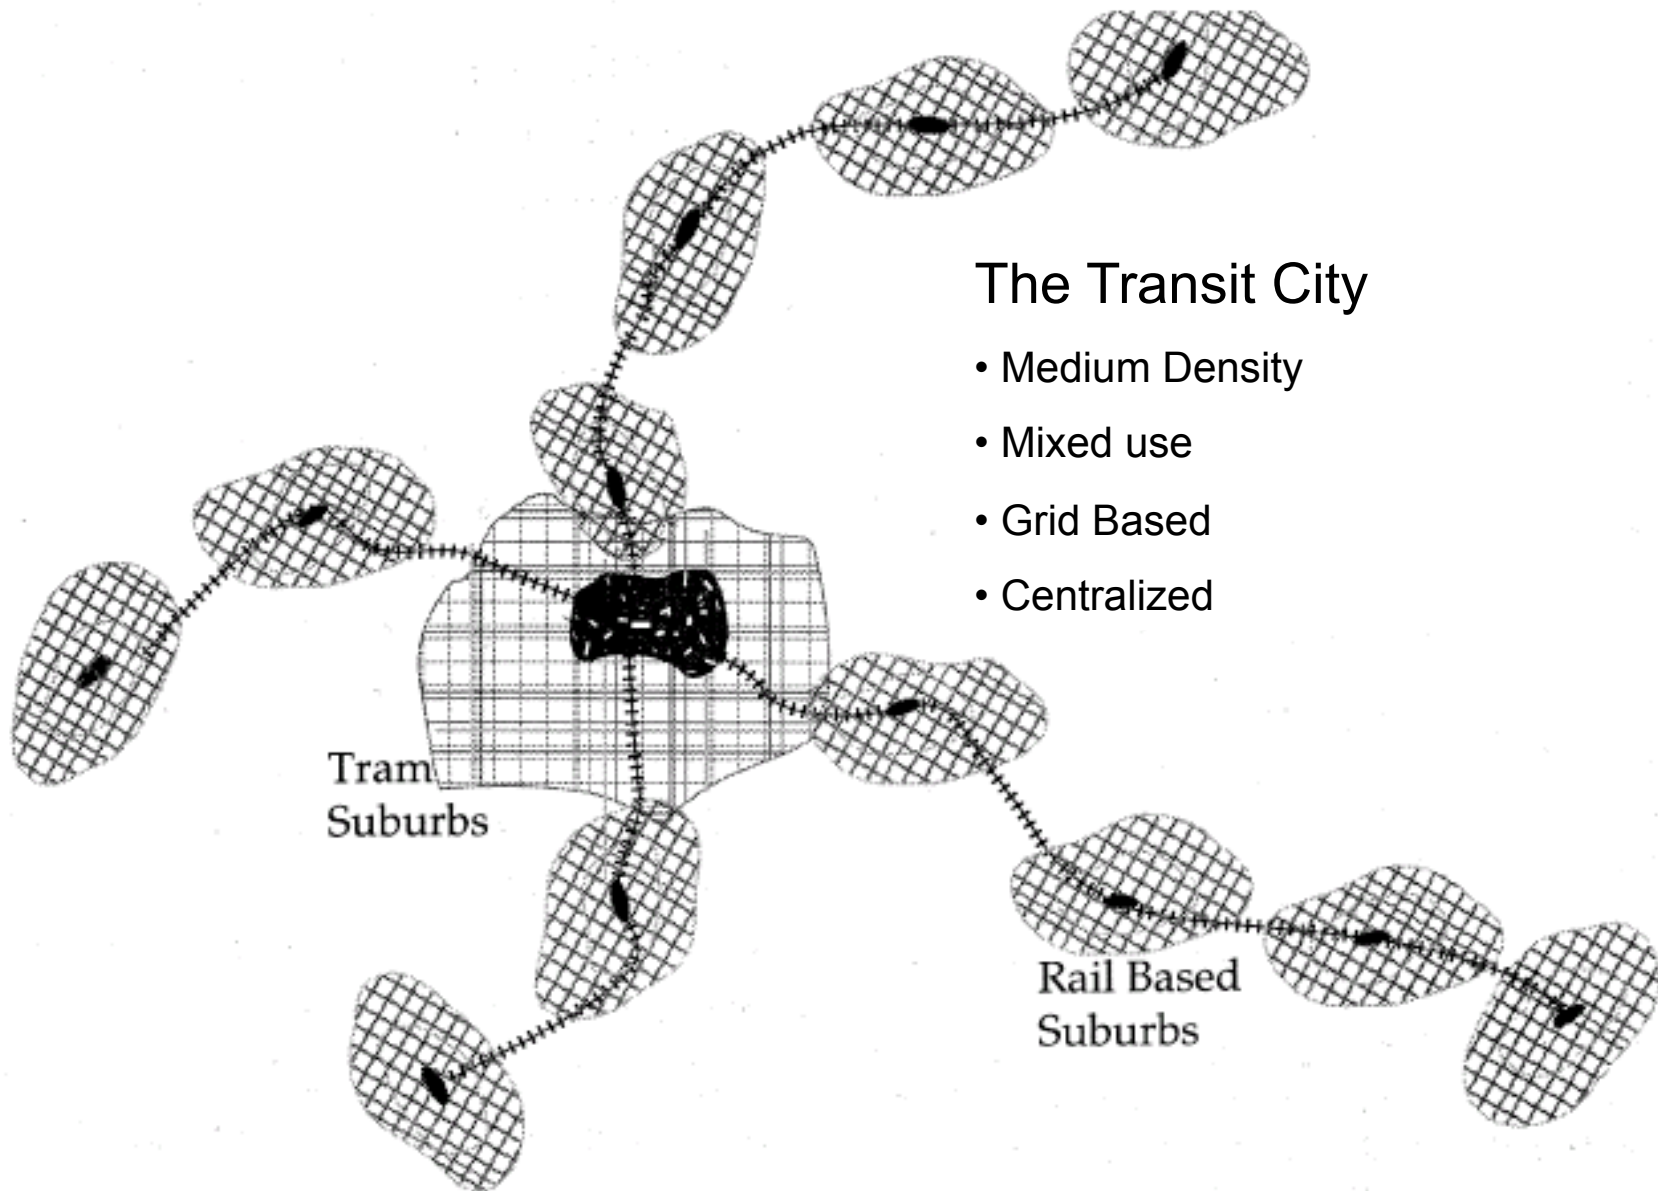 The Transit City
• Medium Density
• Mixed use
• Grid Based
• Centralized
Tram
Suburbs
Rail Based
Suburbs